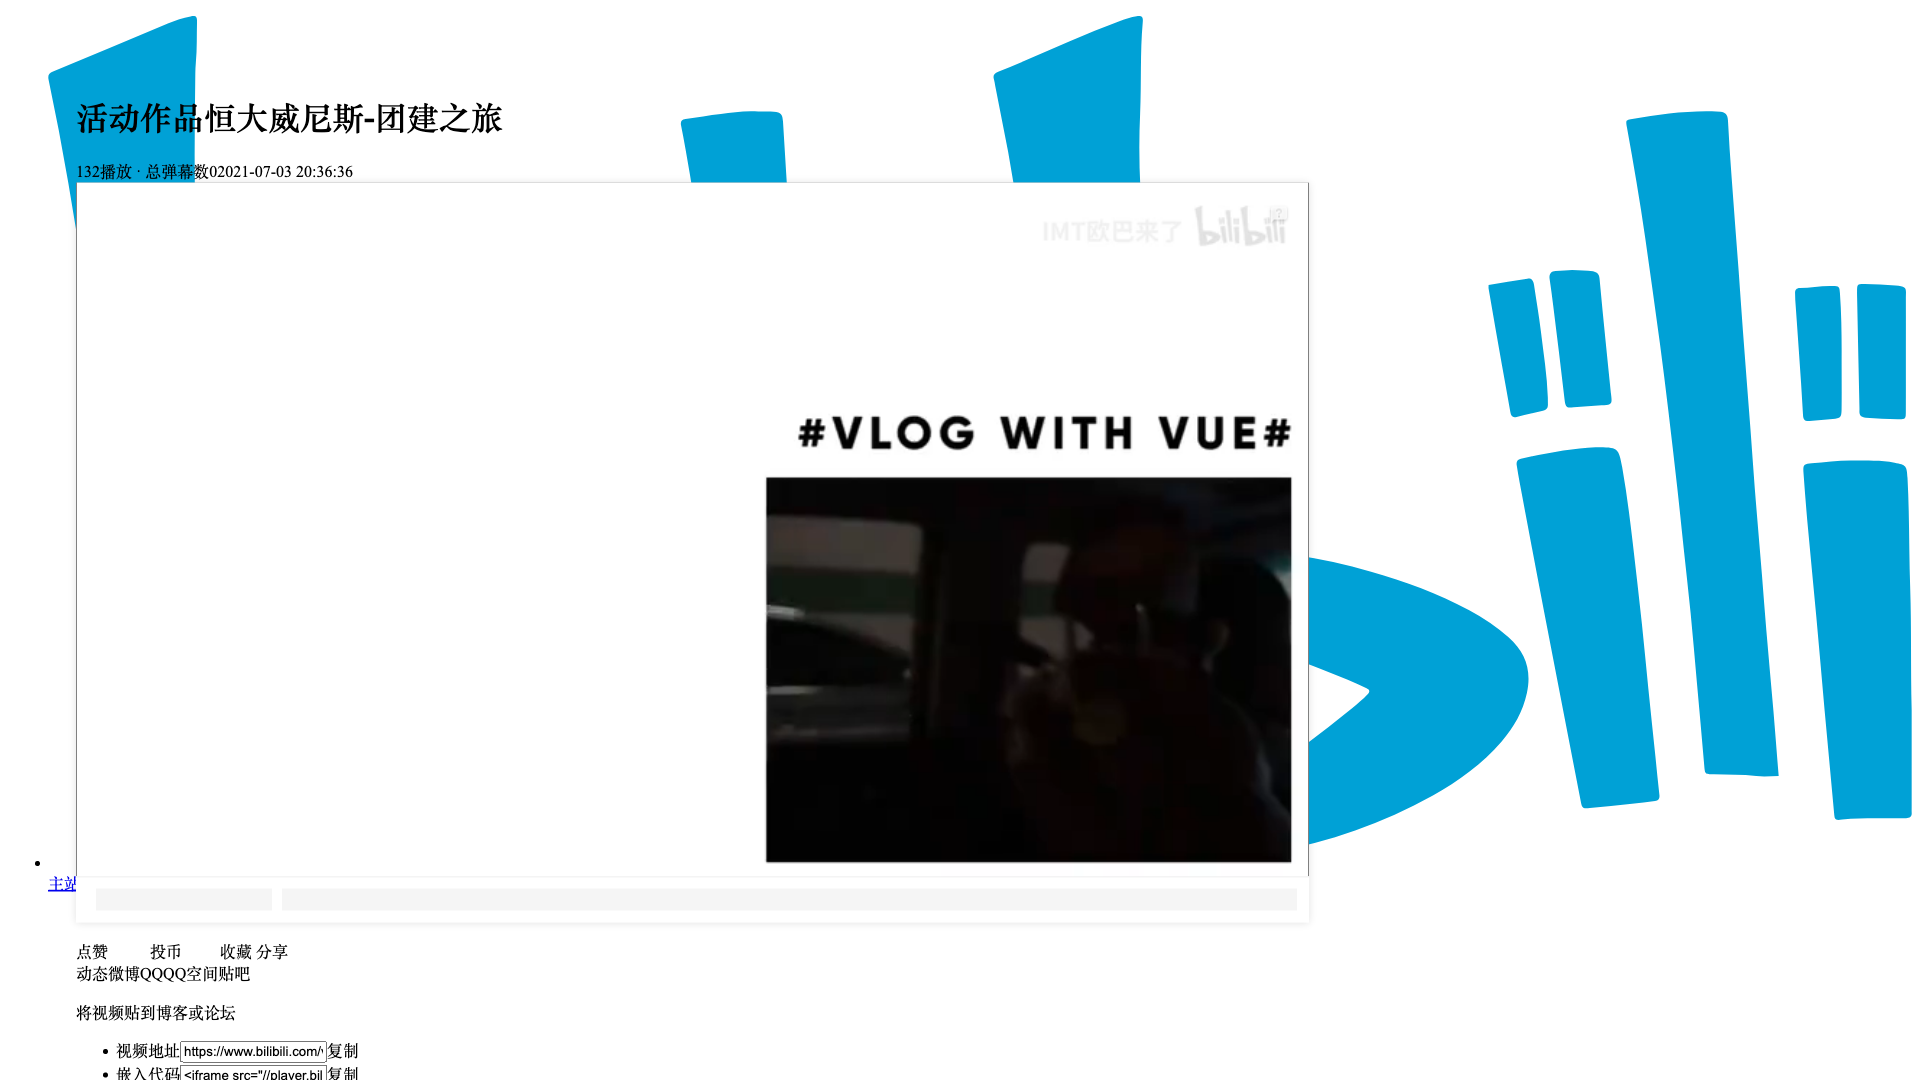 活动作品恒大威尼斯-团建之旅
132播放 · 总弹幕数02021-07-03 20:36:36
IMT欧巴来了 bilibili
#VLOG WITH VUE#
主站
点赞 投币 收藏 分享
动态微博QQQQ空间贴吧
将视频贴到博客或论坛
视频地址 https://www.bilibili.com/ 复制
嵌入代码 <iframe src="//player.bil 复制